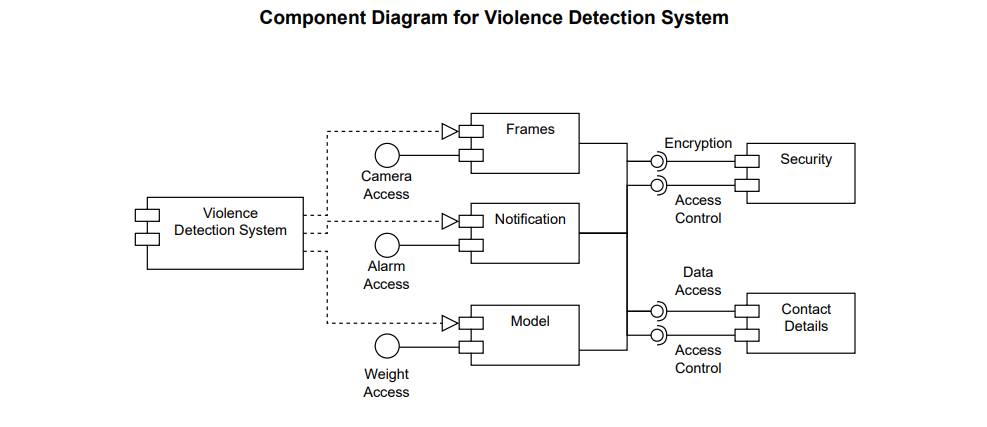 Component Diagram for Violence Detection System
Frames
Encryption
Security
Camera
Access
Access
Control
Violence
Detection System
Notification
Alarm
Access
Data
Access
Contact
Details
Model
Access
Control
Weight
Access